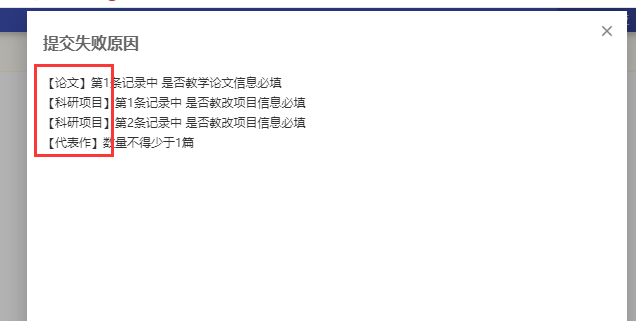 提交失败原因
【论文】第1条记录中 是否教学论文信息必填
【科研项目】第1条记录中 是否教改项目信息必填
【科研项目】第2条记录中 是否教改项目信息必填
【代表作】数量不得少于1篇